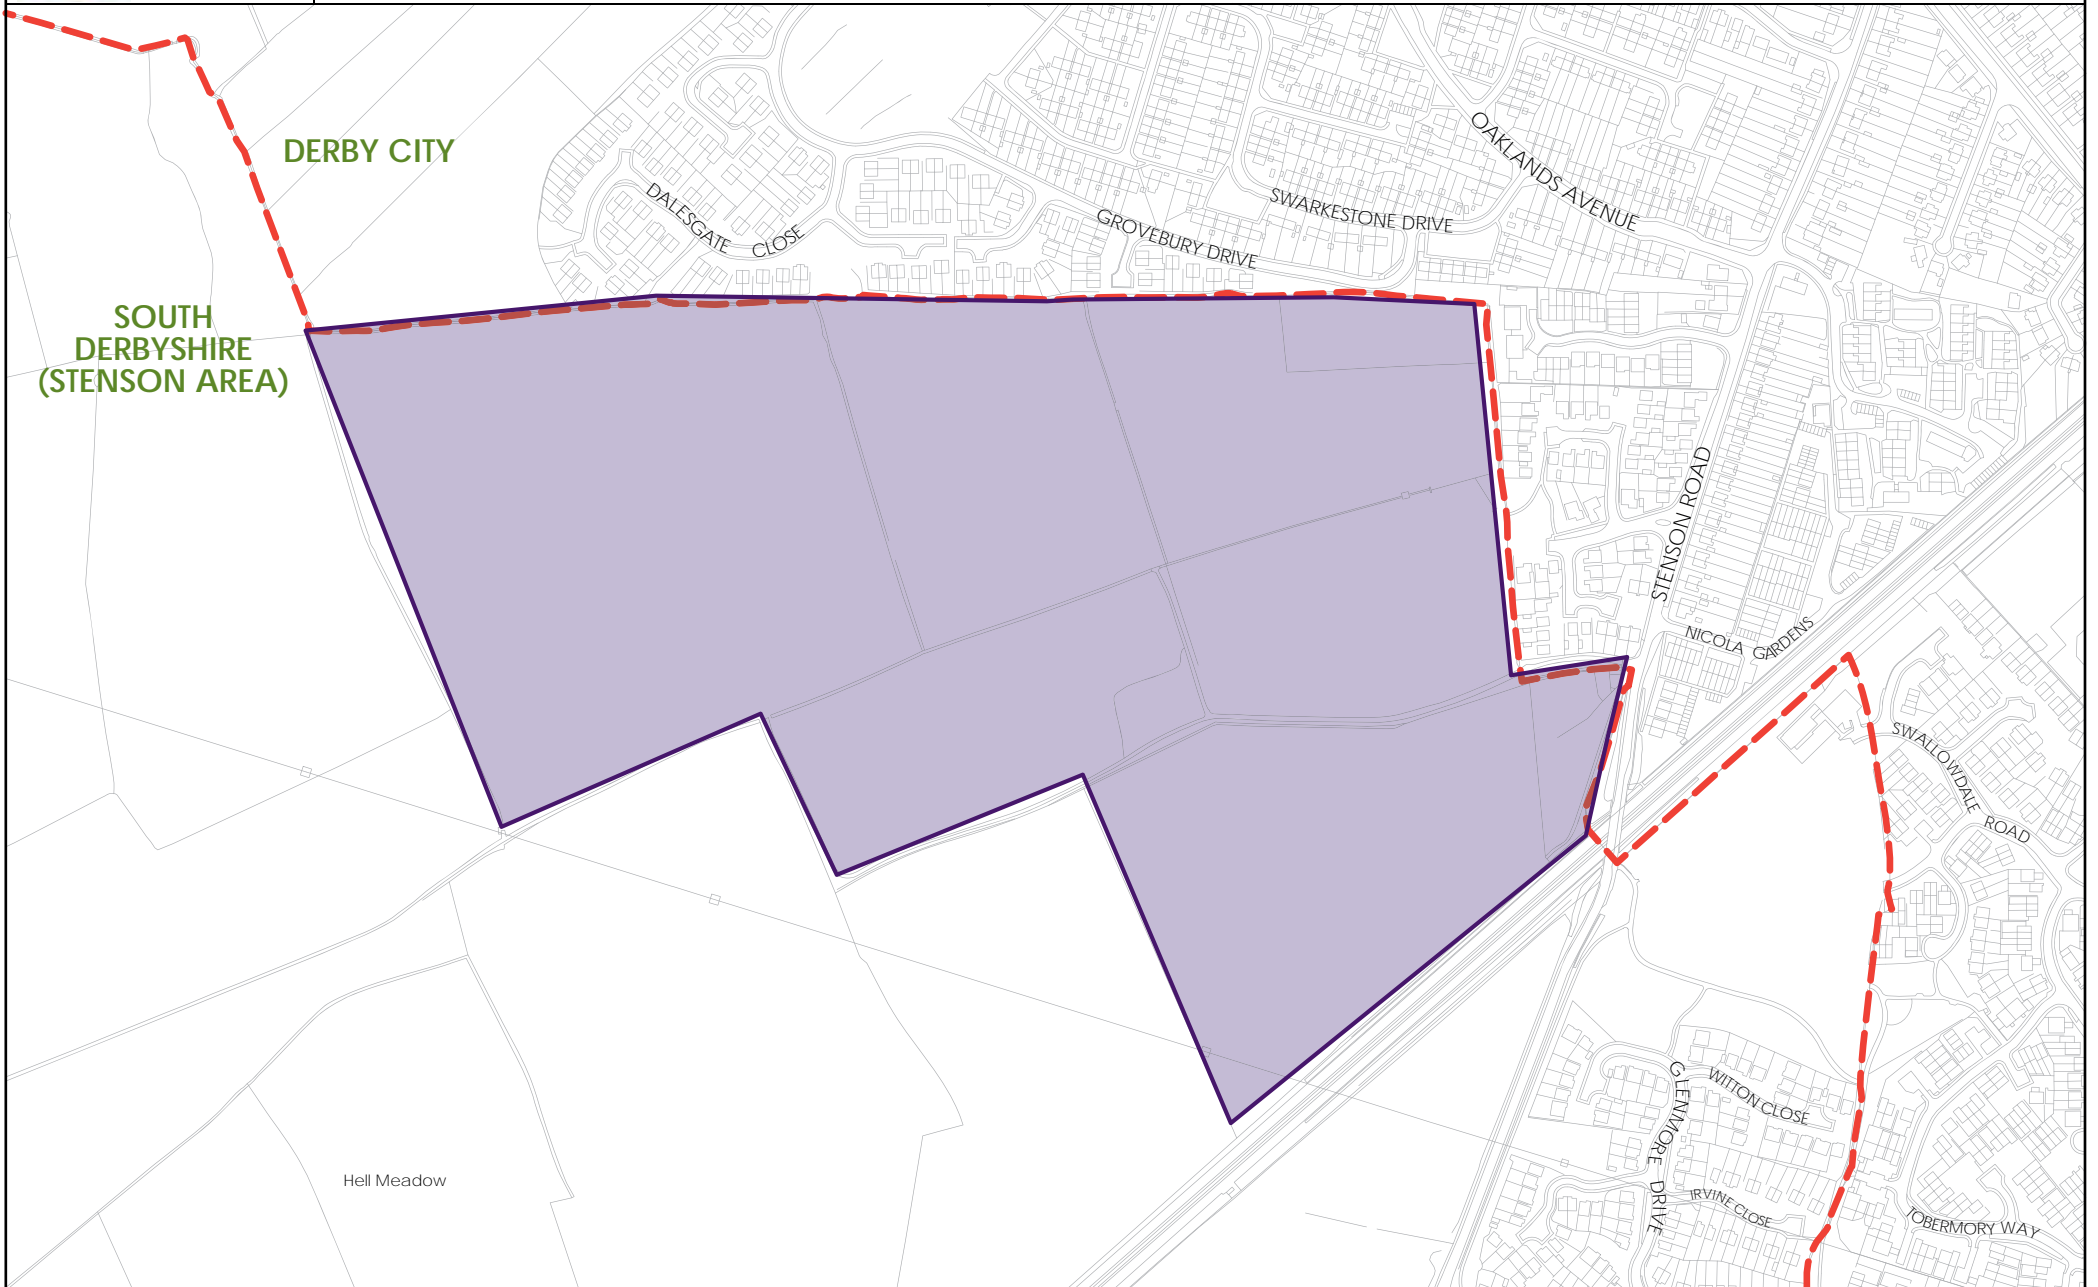 DERBY CITY
OAKLANDS AVENUE
DALESGATE CLOSE
SWARKESTONE DRIVE
GROVEBURY DRIVE
SOUTH
DERBYSHIRE
(STENSON AREA)
STENSON ROAD
NICOLA GARDENS
SWALLOWDALE ROAD
GLENMORE DRIVE
WITTON CLOSE
Hell Meadow
IRVINE CLOSE
TOBERMORY WAY